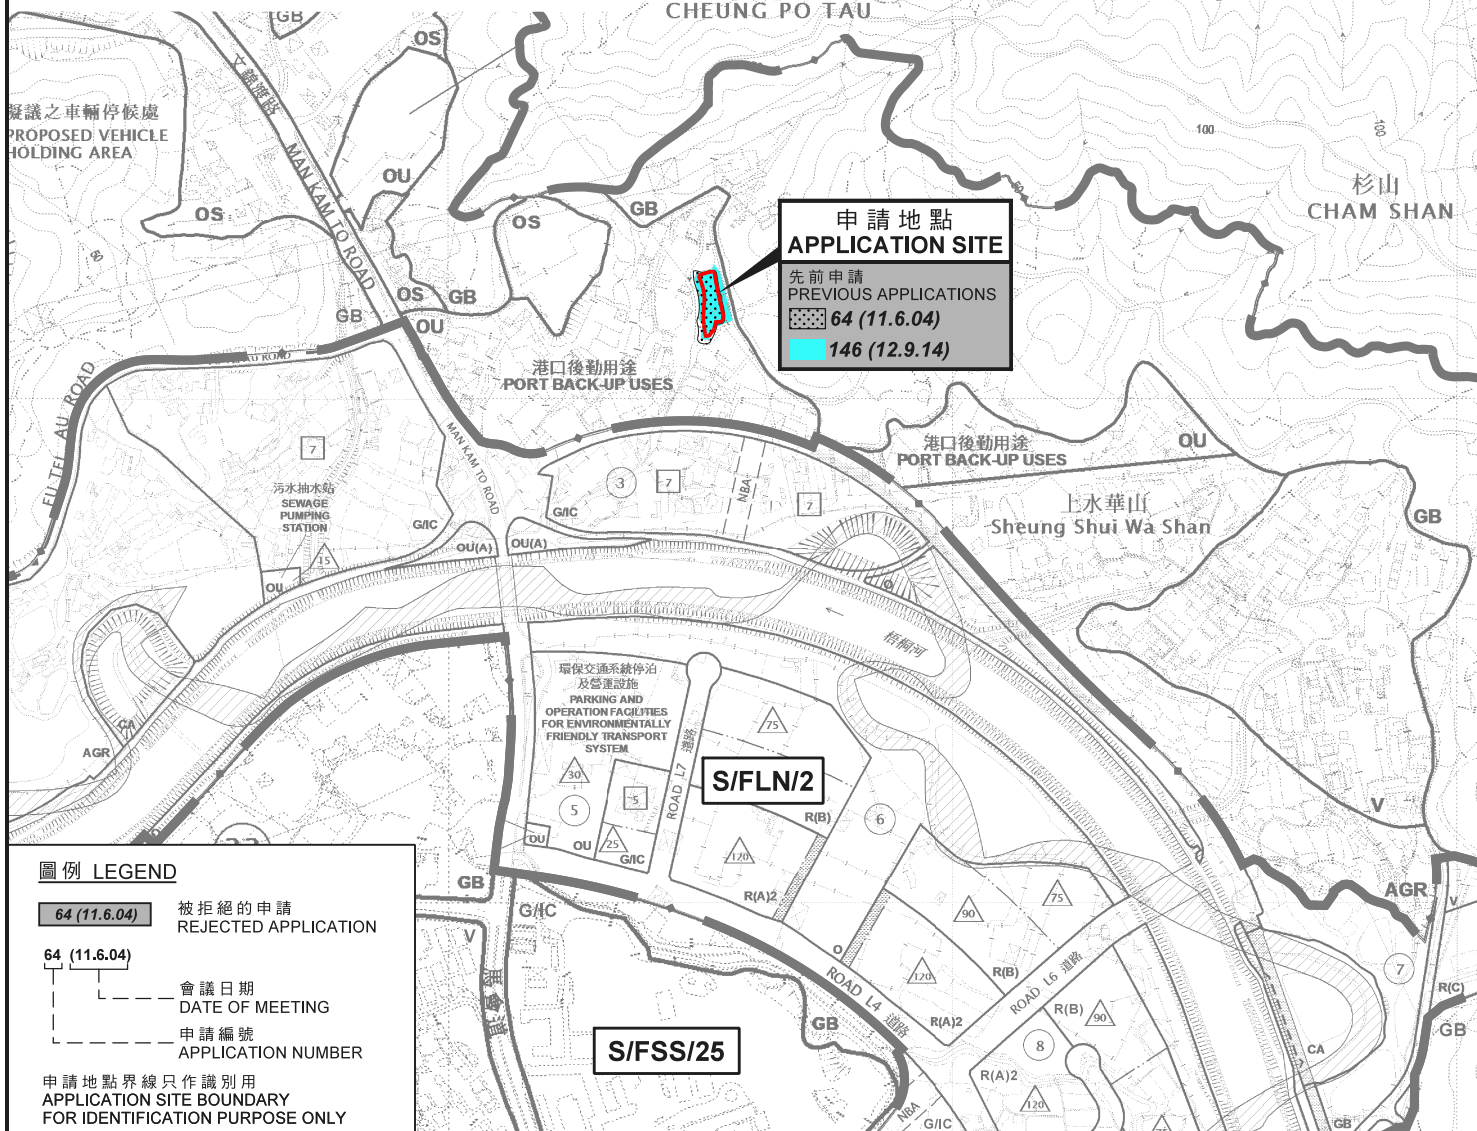 CHEUNG PO TAU
GB
OS
文錦渡路
擬議之車輛停候處
PROPOSED VEHICLE
HOLDING AREA
MAN KAM TO ROAD
OU
OS
OS
GB
100
100
50
杉山
CHAM SHAN
申請地點
APPLICATION SITE
先前申請
PREVIOUS APPLICATIONS
64 (11.6.04)
146 (12.9.14)
50
OS
GB
GB
OU
港口後勤用途
PORT BACK-UP USES
FU TEI AU ROAD
MAN KAM TO ROAD
7
污水抽水站
SEWAGE
PUMPING
STATION
G/IC
15
OU
3
7
NBA
7
G/IC
OU(A)
OU(A)
O
港口後勤用途
PORT BACK-UP USES
OU
上水華山
Sheung Shui Wa Shan
GB
梧桐河
環保交通系統停泊
及營運設施
PARKING AND
OPERATION FACILITIES
FOR ENVIRONMENTALLY
FRIENDLY TRANSPORT
SYSTEM
CA
AGR
30
5
5
OU
OU
25
G/IC
ROAD L7 道路
75
S/FLN/2
R(B)
6
120
R(A)2
V
AGR
V
GB
G/IC
V
馬會道
90
75
O
120
R(B)
ROAD L6 道路
ROAD L4 道路
R(A)2
R(B)
90
7
R(C)
GB
GB
S/FSS/25
8
CA
R(A)2
120
NBA
G/IC
GB
圖例 LEGEND
64 (11.6.04)
被拒絕的申請
REJECTED APPLICATION
64 (11.6.04)
會議日期
DATE OF MEETING
申請編號
APPLICATION NUMBER
申請地點界線只作識別用
APPLICATION SITE BOUNDARY
FOR IDENTIFICATION PURPOSE ONLY